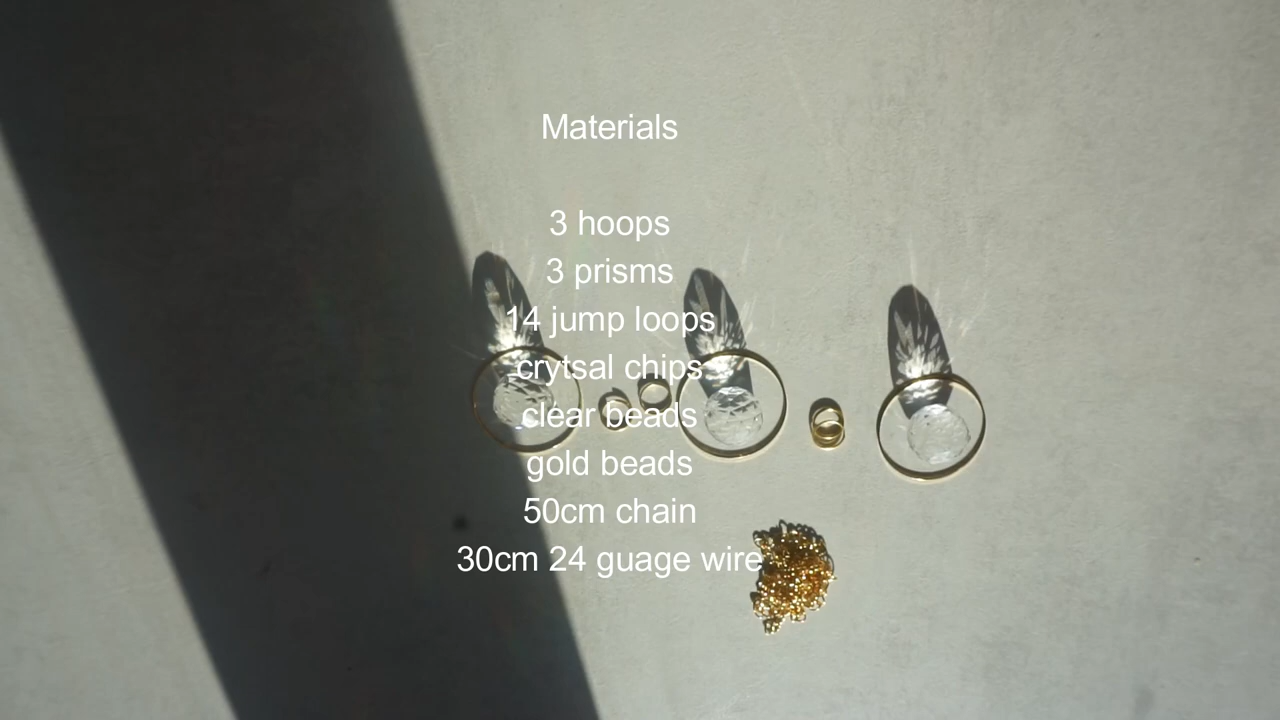 Materials
3 hoops
3 prisms
14 jump loops
crytsal chips
clear beads
gold beads
50cm chain
30cm 24 guage wire